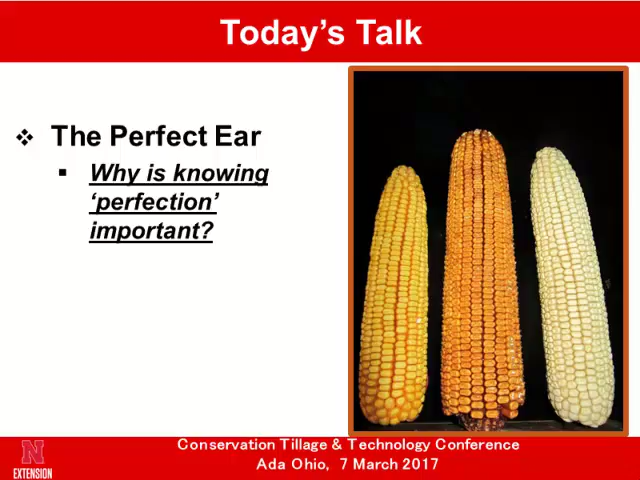 Today's Talk
❖ The Perfect Ear
▪ Why is knowing
‘perfection’
important?
N
EXTENSION
Conservation Tillage & Technology Conference
Ada Ohio, 7 March 2017